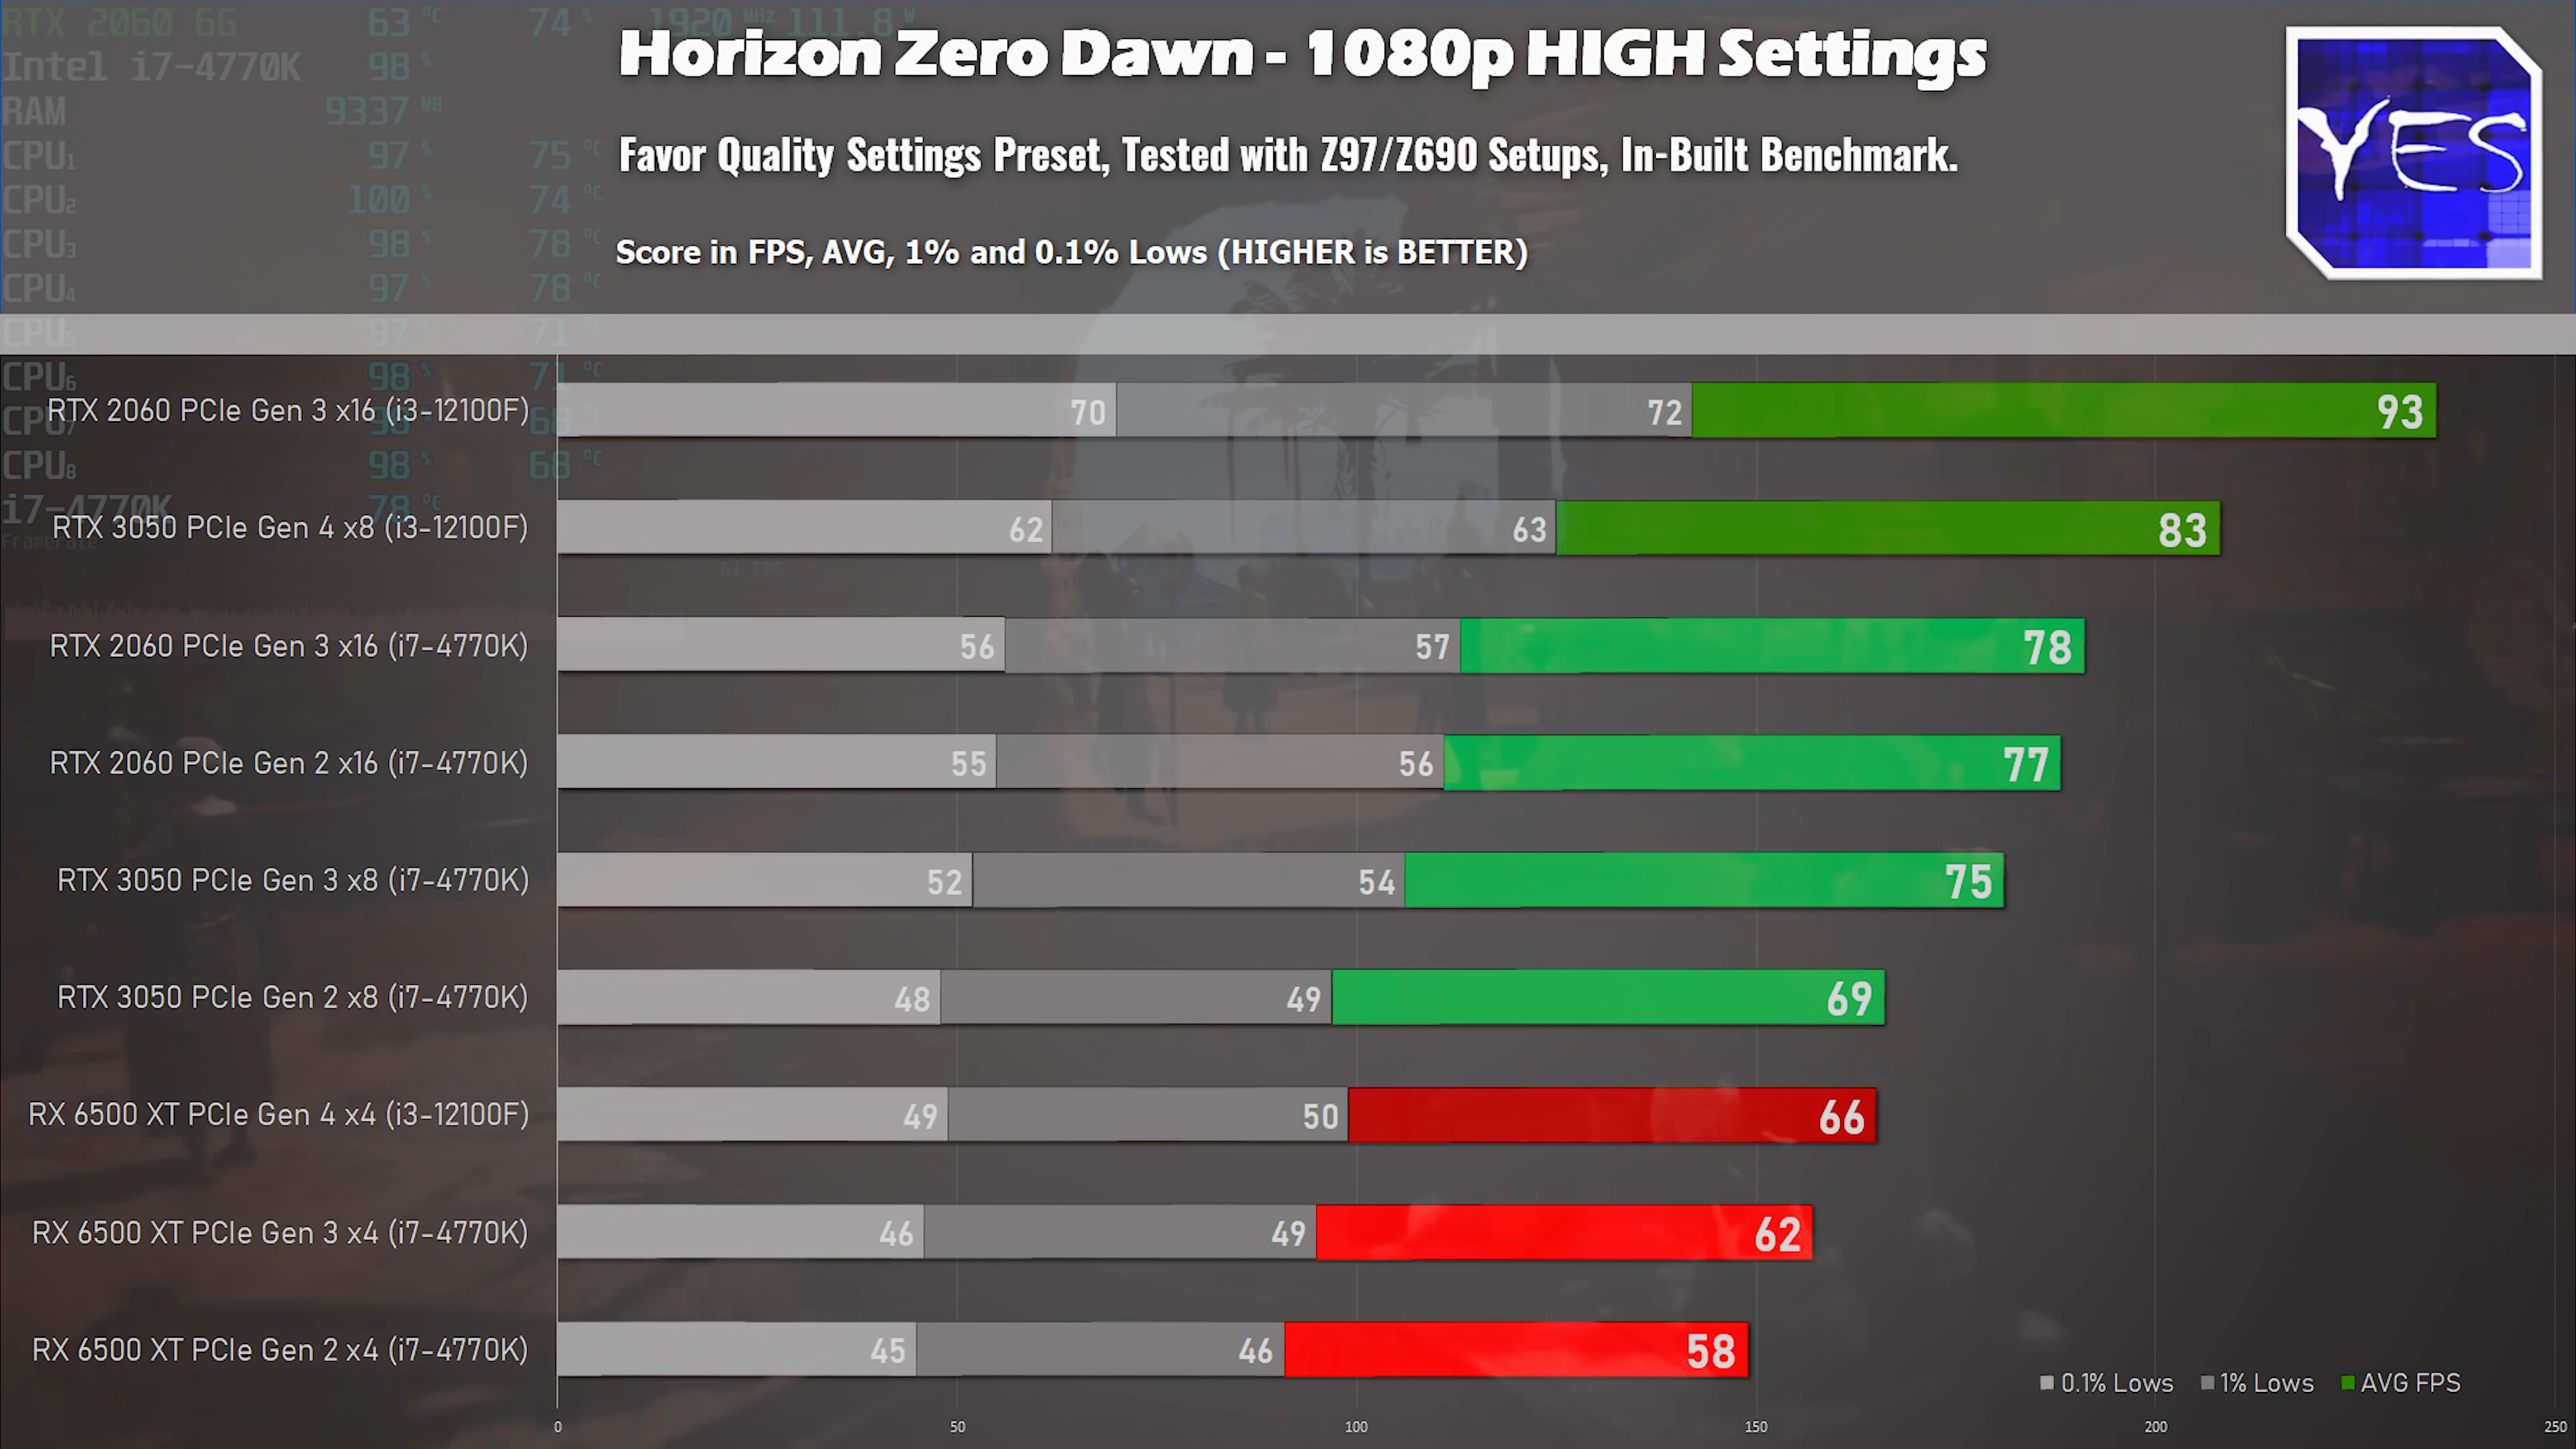 RTX 2060 6G 63 °C 74 % 1920 MHz 111.8 W
Horizon Zero Dawn - 1080p HIGH Settings
Intel i7-4770K 98 %
RAM 9337 MB
YES
Favor Quality Settings Preset, Tested with Z97/Z690 Setups, In-Built Benchmark.
CPU1 97 % 75 °C
CPU2 100 % 74 °C
CPU3 98 % 78 °C
Score in FPS, AVG, 1% and 0.1% Lows (HIGHER is BETTER)
CPU4 97 % 78 °C
CPU5 97 71 °C
CPU6 98 % 71 °C
RTX 2060 PCIe Gen 3 x16 (i3-12100F) 70 72 93
CPU7 98 68
CPU8 98 % 68 °C
i7-4770K 78 °C
RTX 3050 PCIe Gen 4 x8 (i3-12100F) 62 63 83
Framerate
61 FPS
RTX 2060 PCIe Gen 3 x16 (i7-4770K) 56 57 78
RTX 2060 PCIe Gen 2 x16 (i7-4770K) 55 56 77
RTX 3050 PCIe Gen 3 x8 (i7-4770K) 52 54 75
RTX 3050 PCIe Gen 2 x8 (i7-4770K) 48 49 69
RX 6500 XT PCIe Gen 4 x4 (i3-12100F) 49 50 66
RX 6500 XT PCIe Gen 3 x4 (i7-4770K) 46 49 62
RX 6500 XT PCIe Gen 2 x4 (i7-4770K) 45 46 58
0.1% Lows 1% Lows AVG FPS
0 50 100 150 200 250